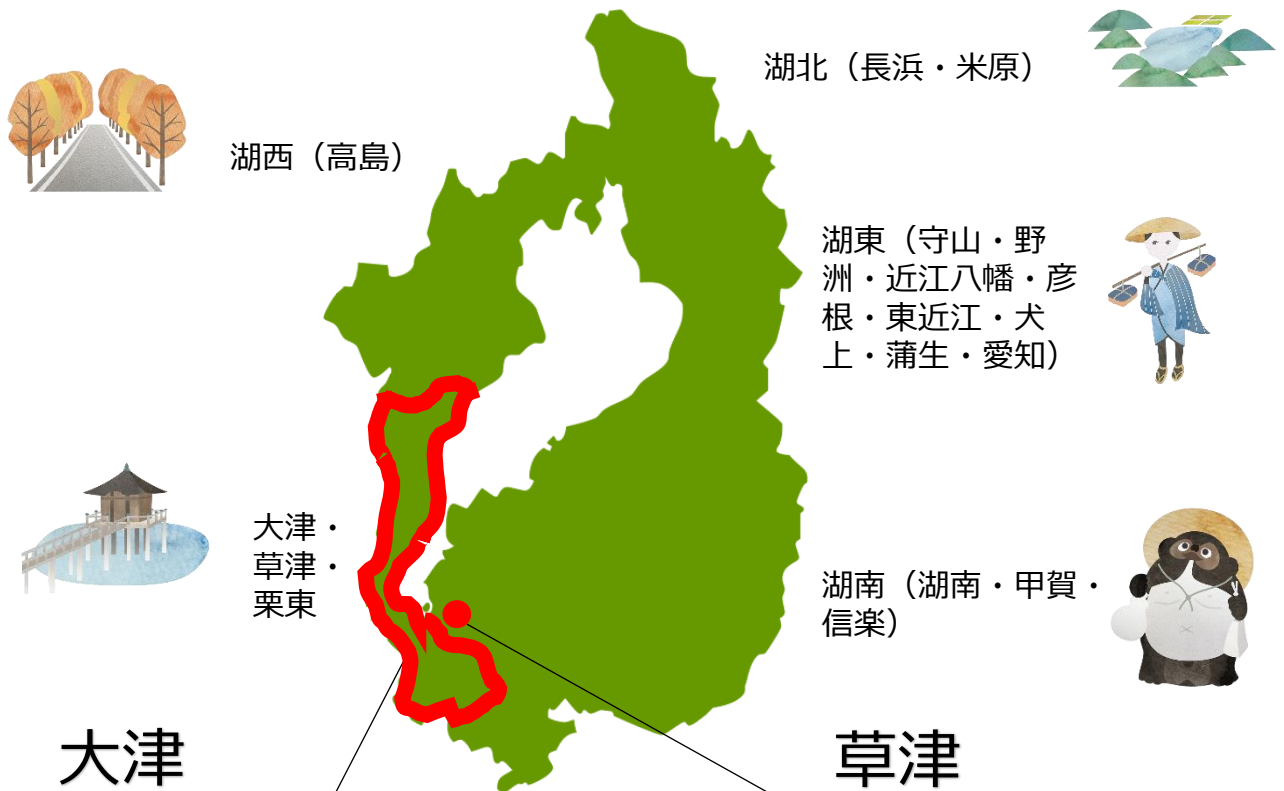 湖北（長浜・米原）
湖西（高島）
湖東（守山・野
洲・近江八幡・彦
根・東近江・犬
上・蒲生・愛知）
大津・
草津・
栗東
湖南（湖南・甲賀・
信楽）
大津
草津